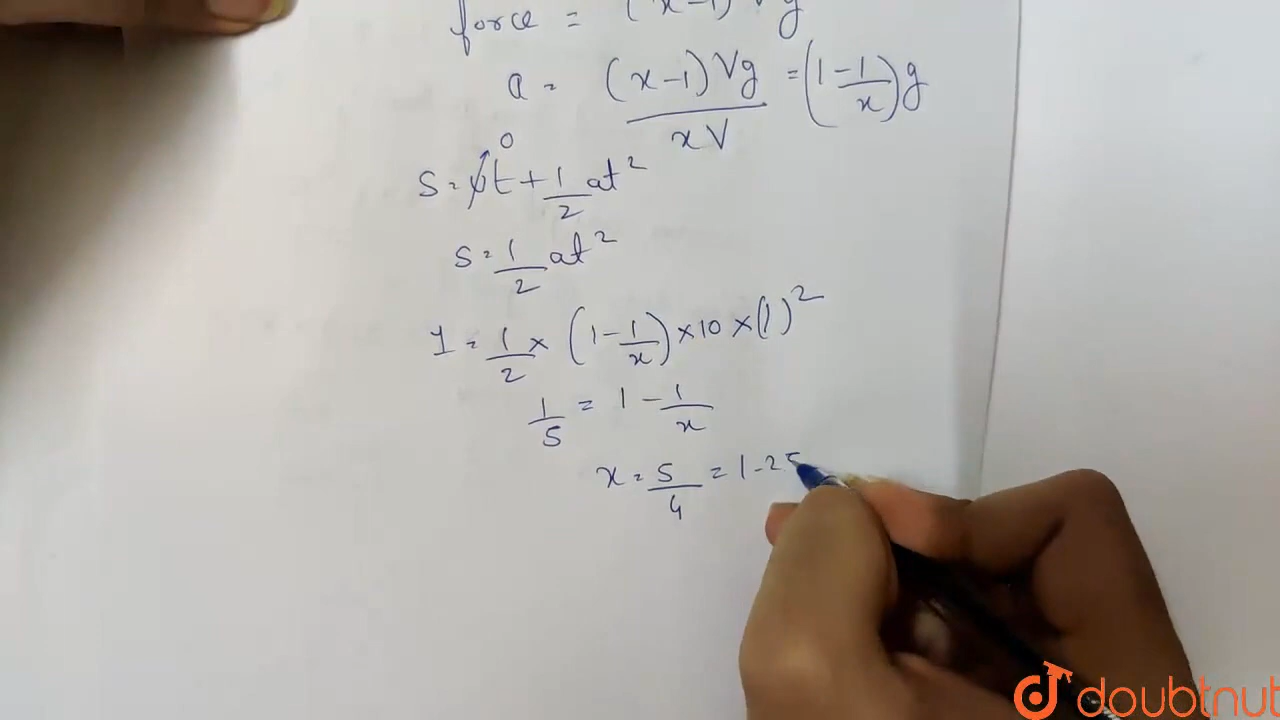 force = (x-1)Vg
a = (x-1)Vg/xV = (1-1/x)g
0
S = ut + 1/2 at²
S = 1/2 at²
1 = 1/2 × (1-1/x) × 10 × (1)²
1/5 = 1 - 1/x
x = 5/4 = 1.25
doubtnut